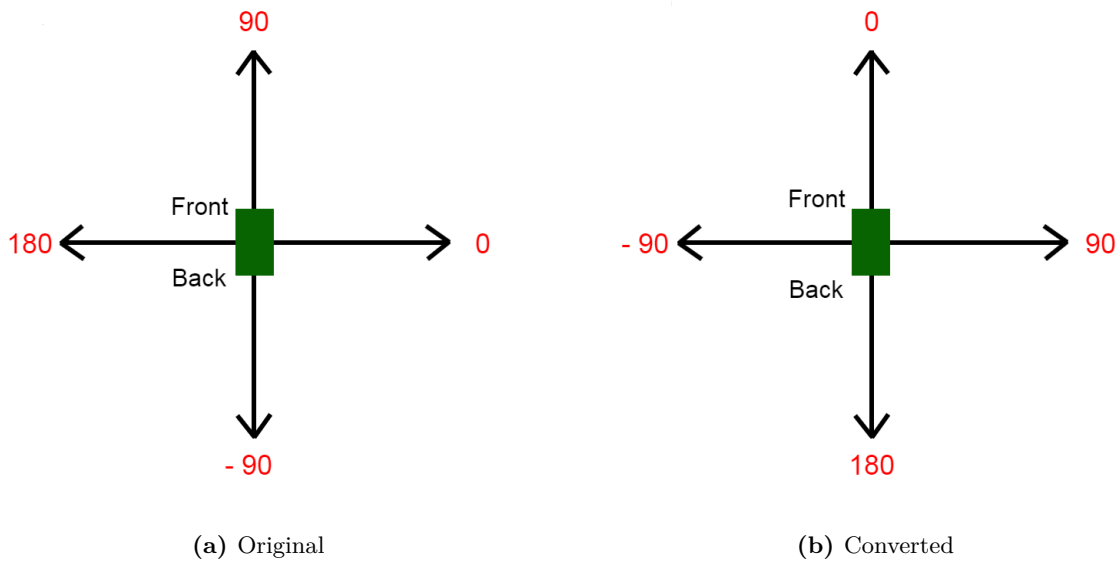 90
Front
180
0
Back
- 90
(a) Original
0
Front
- 90
90
Back
180
(b) Converted